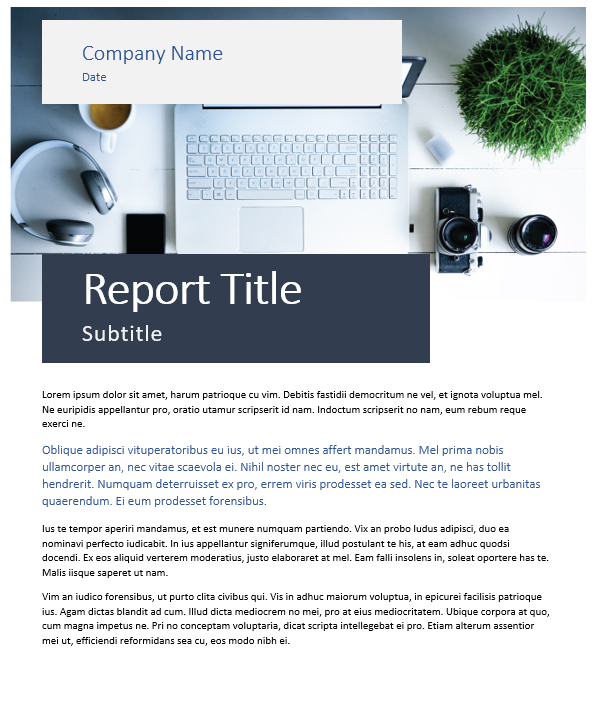 Company Name
Date
Report Title
Subtitle
Lorem ipsum dolor sit amet, harum patrioque cu vim. Debitis fastidii democritum ne vel, et ignota voluptua mel.
Ne euripidis appellantur pro, oratio utamur scripserit id nam. Indoctum scripserit no nam, eum rebum reque
exerci ne.
Oblique adipisci vituperatoribus eu ius, ut mei omnes affert mandamus. Mel prima nobis
ullamcorper an, nec vitae scaevola ei. Nihil noster nec eu, est amet virtute an, ne has tollit
hendrerit. Numquam deterruisset ex pro, errem viris prodesset ea sed. Nec te laoreet urbanitas
quaerendum. Ei eum prodesset forensibus.
Ius te tempor aperiri mandamus, et est munere numquam partiendo. Vix an probo ludus adipisci, duo ea
nominavi perfecto iudicabit. In ius appellantur signiferumque, illud postulant te his, at eam adhuc quodsi
docendi. Ex eos aliquid verterem moderatius, justo elaboraret at mel. Eam falli insolens in, soleat oportere has te.
Malis iisque saperet ut nam.
Vim an iudico forensibus, ut purto clita civibus qui. Vis in adhuc maiorum voluptua, in epicurei facilisis patrioque
ius. Agam dictas blandit ad cum. Illud dicta mediocrem no mei, pro at eius mediocritatem. Ubique corpora at quo,
cum magna impetus ne. Pri no conceptam voluptaria, dicat scripta intellegebat ei pro. Etiam alterum assentior
mei ut, efficiendi reformidans sea cu, eos modo nibh ei.